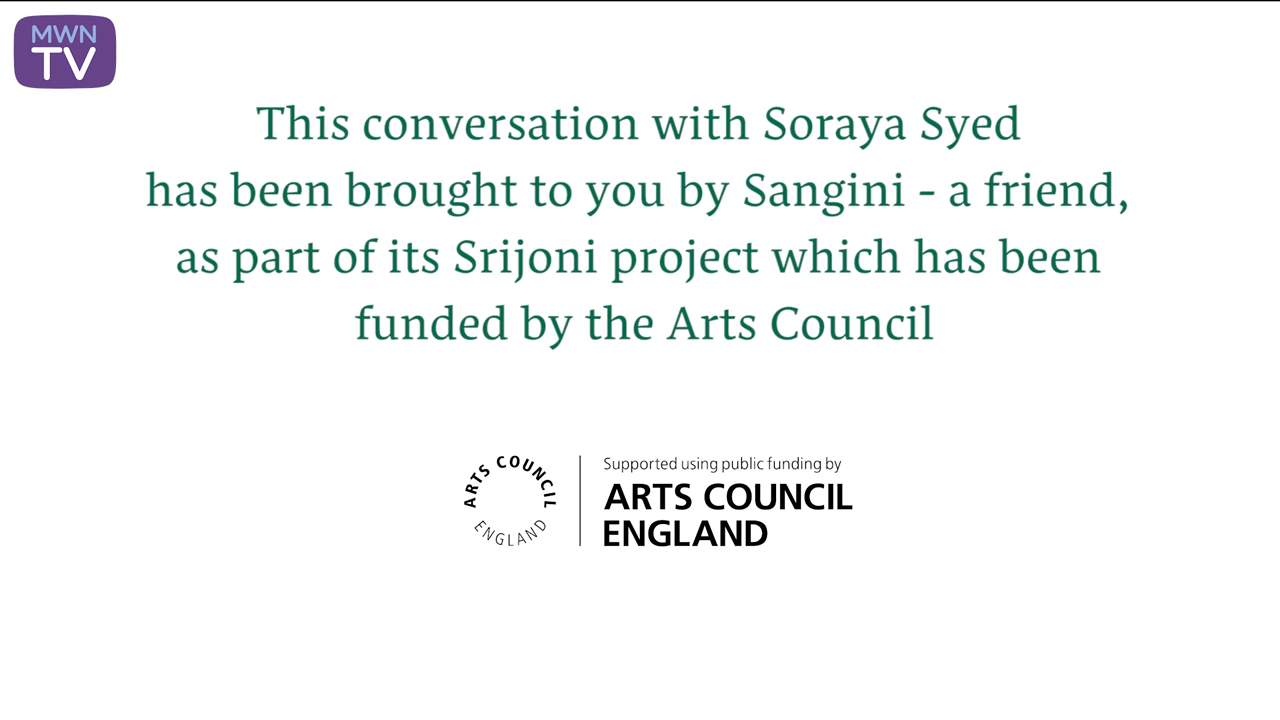 MWN
TV
This conversation with Soraya Syed
has been brought to you by Sangini - a friend,
as part of its Srijoni project which has been
funded by the Arts Council
ARTS COUNCIL
ENGLAND
Supported using public funding by
ARTS COUNCIL
ENGLAND